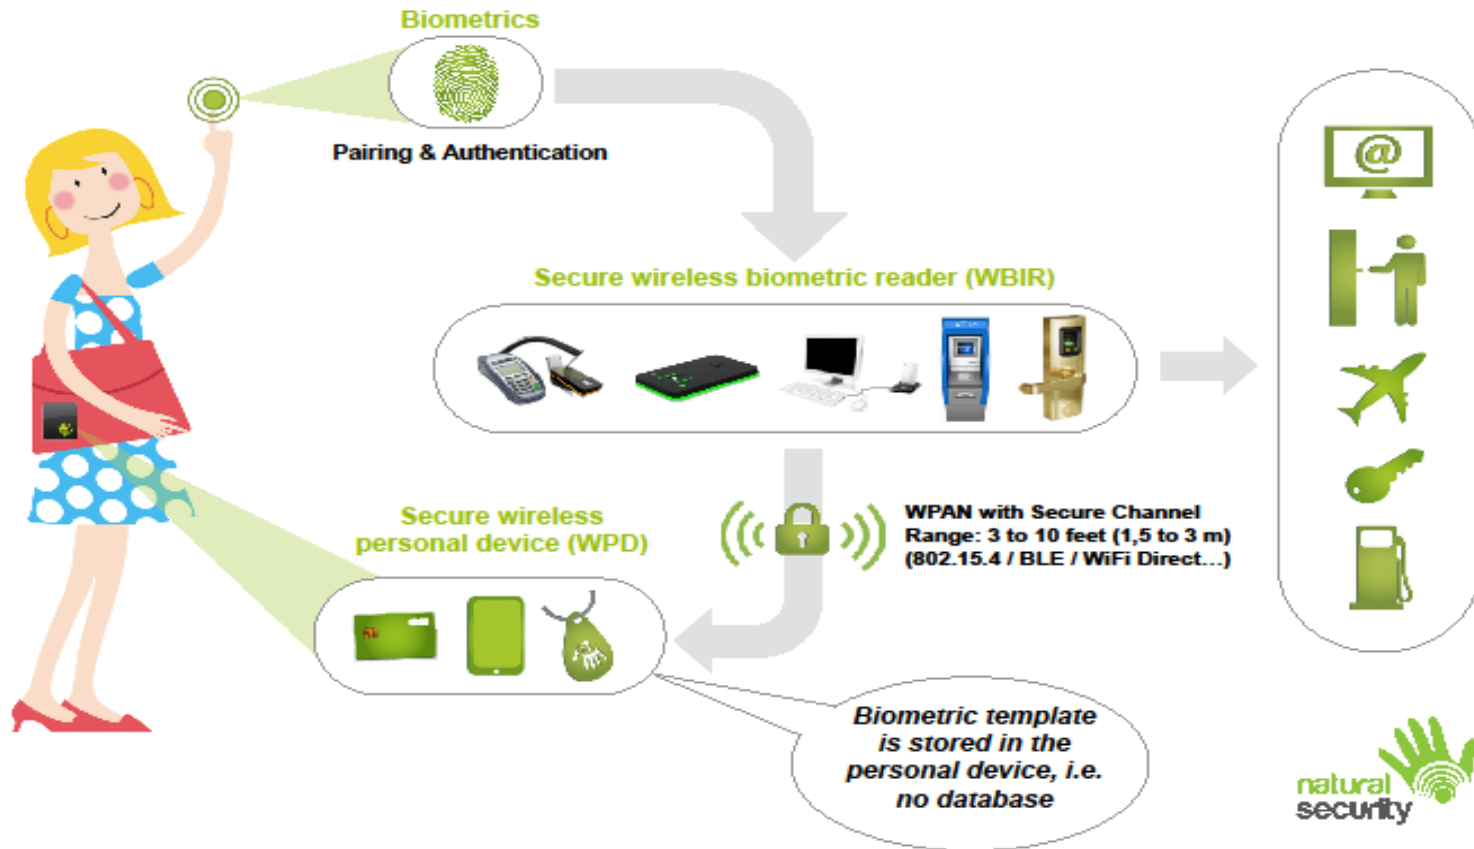 Biometrics
Pairing & Authentication
Secure wireless biometric reader (WBIR)
@
Secure wireless
personal device (WPD)
WPAN with Secure Channel
Range: 3 to 10 feet (1,5 to 3 m)
(802.15.4 / BLE / WiFi Direct...)
Biometric template
is stored in the
personal device, i.e.
no database
natural
security